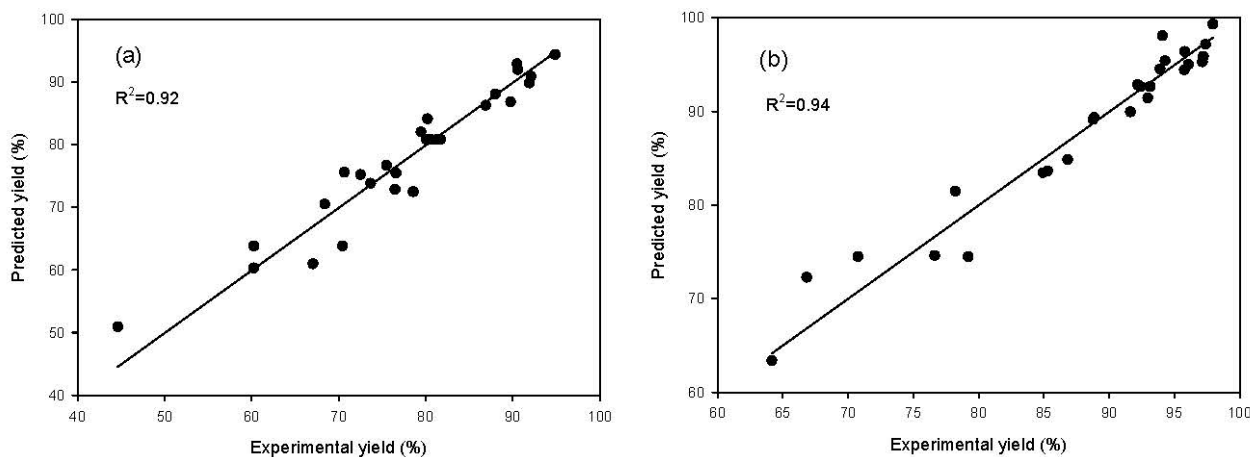 (a)
R²=0.92
Predicted yield (%)
100
90
80
70
60
50
40
40 50 60 70 80 90 100
Experimental yield (%)
(b)
R²=0.94
Predicted yield (%)
100
90
80
70
60
60 65 70 75 80 85 90 95 100
Experimental yield (%)